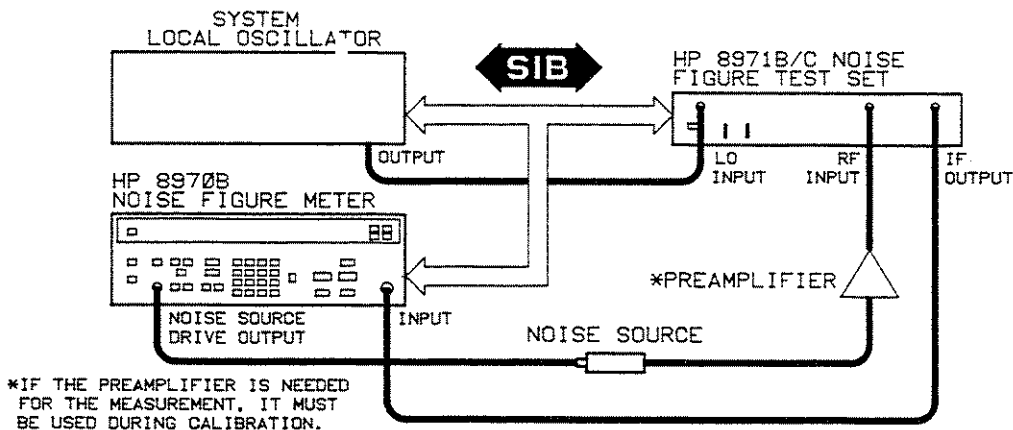 SYSTEM
LOCAL OSCILLATOR
SIB
HP 8971B/C NOISE
FIGURE TEST SET
OUTPUT
LO
INPUT
RF
INPUT
IF
OUTPUT
HP 8970B
NOISE FIGURE METER
*PREAMPLIFIER
NOISE SOURCE
DRIVE OUTPUT
INPUT
NOISE SOURCE
*IF THE PREAMPLIFIER IS NEEDED
FOR THE MEASUREMENT, IT MUST
BE USED DURING CALIBRATION.